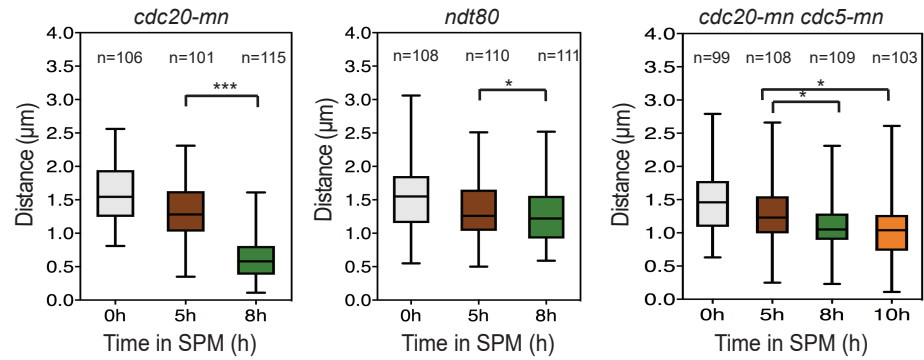 cdc20-mn
n=106 n=101 n=115
***
4.0
3.5
3.0
2.5
2.0
1.5
1.0
0.5
0.0
Distance (μm)
0h 5h 8h
Time in SPM (h)
ndt80
n=108 n=110 n=111
*
4.0
3.5
3.0
2.5
2.0
1.5
1.0
0.5
0.0
Distance (μm)
0h 5h 8h
Time in SPM (h)
cdc20-mn cdc5-mn
n=99 n=108 n=109 n=103
*
*
4.0
3.5
3.0
2.5
2.0
1.5
1.0
0.5
0.0
Distance (μm)
0h 5h 8h 10h
Time in SPM (h)